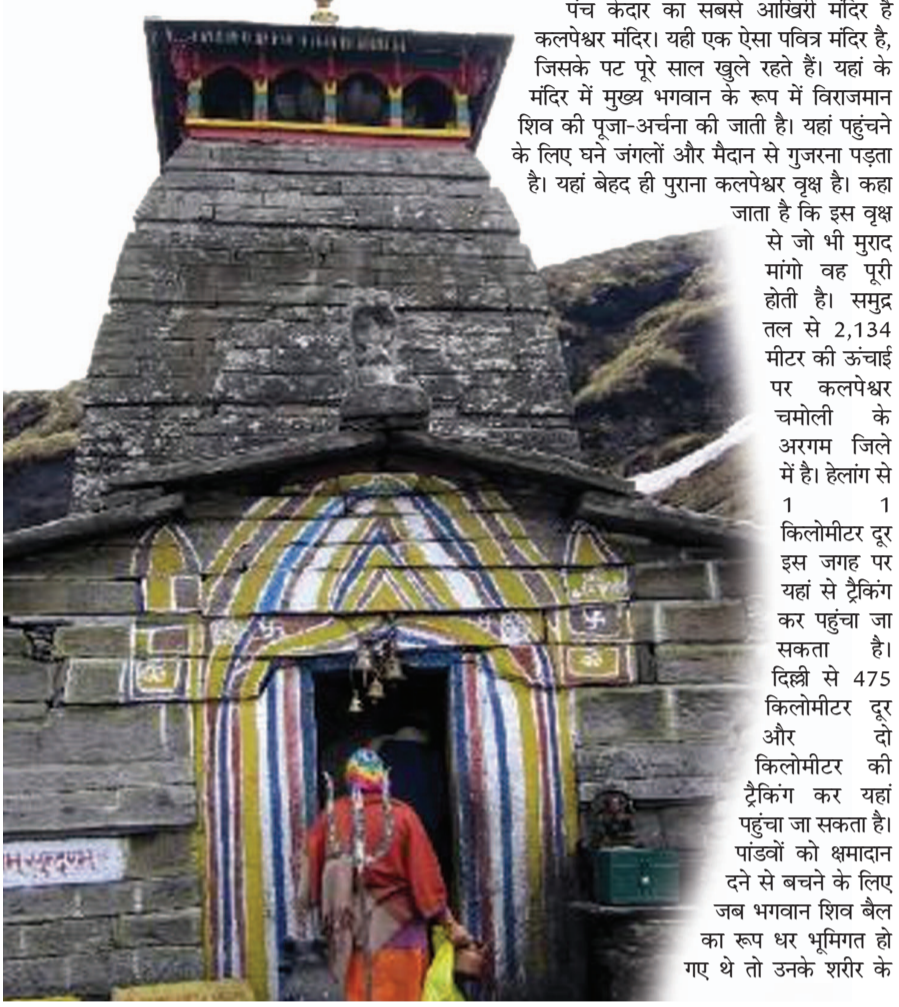 पंच केदार का सबसे आखिरी मंदिर है
कलपेश्वर मंदिर। यही एक ऐसा पवित्र मंदिर है,
जिसके पट पूरे साल खुले रहते हैं। यहां के
मंदिर में मुख्य भगवान के रूप में विराजमान
शिव की पूजा-अर्चना की जाती है। यहां पहुंचने
के लिए घने जंगलों और मैदान से गुजरना पड़ता
है। यहां बेहद ही पुराना कलपेश्वर वृक्ष है। कहा
जाता है कि इस वृक्ष
से जो भी मुराद
मांगो वह पूरी
होती है। समुद्र
तल से 2,134
मीटर की ऊंचाई
पर कलपेश्वर
चमोली के
अरगम जिले
में है। हेलांग से
1 1
किलोमीटर दूर
इस जगह पर
यहां से ट्रैकिंग
कर पहुंचा जा
सकता है।
दिल्ली से 475
किलोमीटर दूर
और दो
किलोमीटर की
ट्रैकिंग कर यहां
पहुंचा जा सकता है।
पांडवों को क्षमादान
दने से बचने के लिए
जब भगवान शिव बैल
का रूप धर भूमिगत हो
गए थे तो उनके शरीर के
ॐ
ॐ